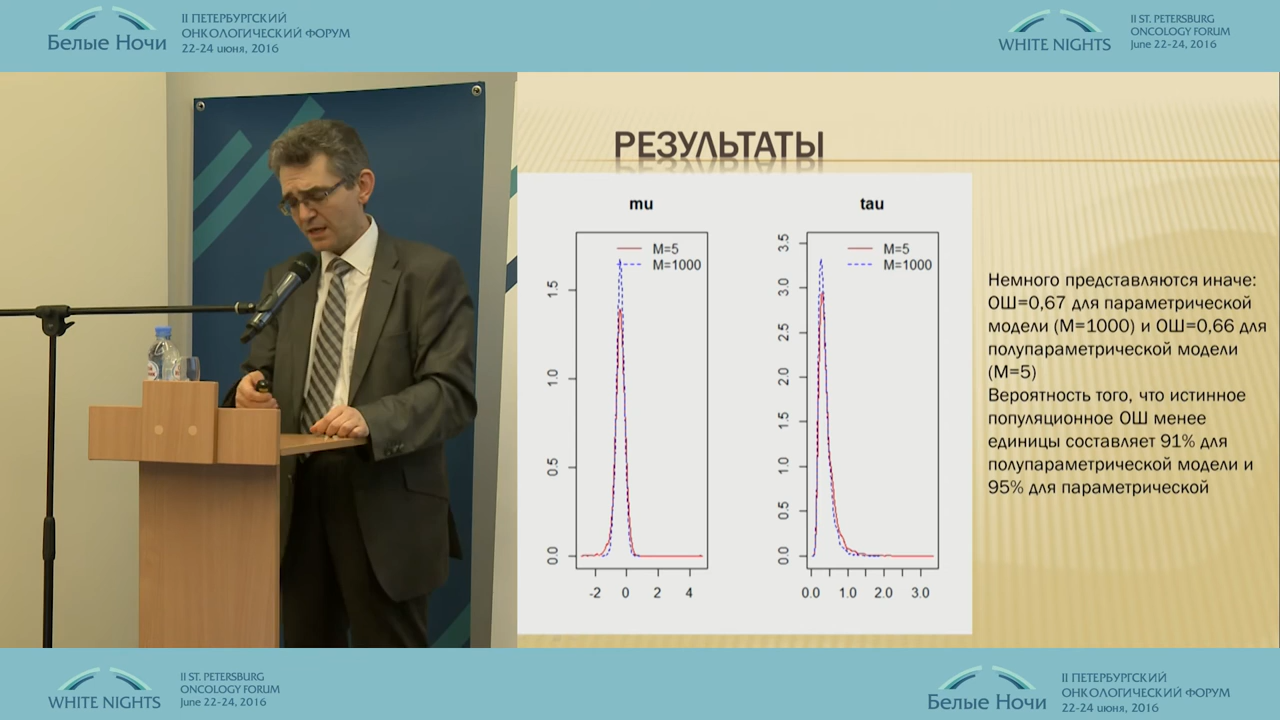 II ПЕТЕРБУРГСКИЙ
ОНКОЛОГИЧЕСКИЙ ФОРУМ
Белые Ночи
22-24 июня, 2016
II ST. PETERSBURG
ONCOLOGY FORUM
WHITE NIGHTS
June 22-24, 2016
РЕЗУЛЬТАТЫ
mu
M=5
M=1000
0.0 0.5 1.0 1.5
-2 0 2 4
tau
M=5
M=1000
0.0 0.5 1.0 1.5 2.0 2.5 3.0 3.5
0.0 1.0 2.0 3.0
Немного представляются иначе:
ОШ=0,67 для параметрической
модели (М=1000) и ОШ=0,66 для
полупараметрической модели
(М=5)
Вероятность того, что истинное
популяционное ОШ менее
единицы составляет 91% для
полупараметрической модели и
95% для параметрической
II ST. PETERSBURG
ONCOLOGY FORUM
WHITE NIGHTS
June 22-24, 2016
II ПЕТЕРБУРГСКИЙ
ОНКОЛОГИЧЕСКИЙ ФОРУМ
Белые Ночи
22-24 июня, 2016